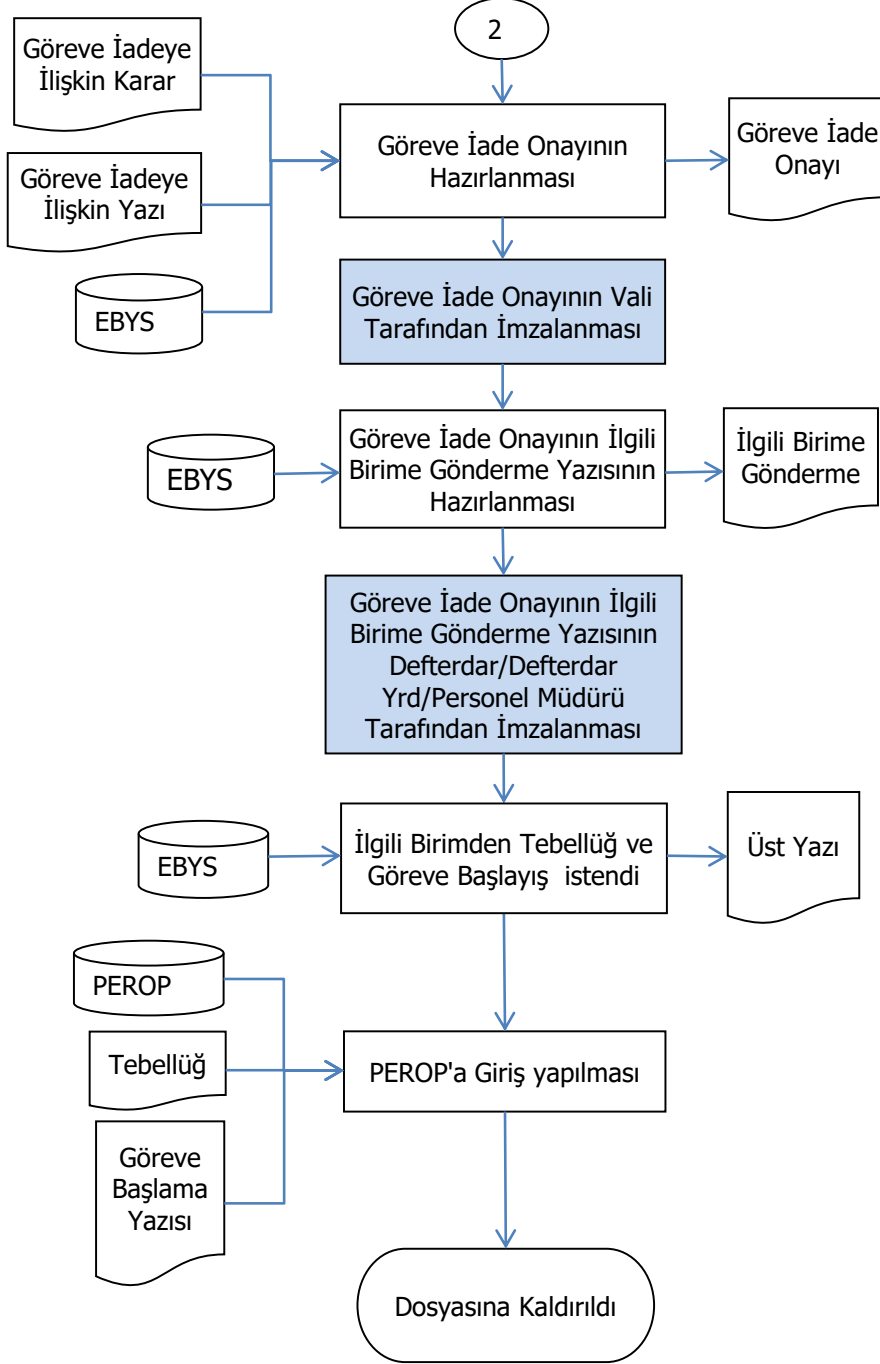 2
Göreve İadeye
İlişkin Karar
Göreve İade Onayının
Hazırlanması
Göreve İade
Onayı
Göreve İadeye
İlişkin Yazı
EBYS
Göreve İade Onayının Vali
Tarafından İmzalanması
EBYS
Göreve İade Onayının İlgili
Birime Gönderme Yazısının
Hazırlanması
İlgili Birime
Gönderme
Göreve İade Onayının İlgili
Birime Gönderme Yazısının
Defterdar/Defterdar
Yrd/Personel Müdürü
Tarafından İmzalanması
EBYS
İlgili Birimden Tebellüğ ve
Göreve Başlayış istendi
Üst Yazı
PEROP
Tebellüğ
PEROP'a Giriş yapılması
Göreve
Başlama
Yazısı
Dosyasına Kaldırıldı